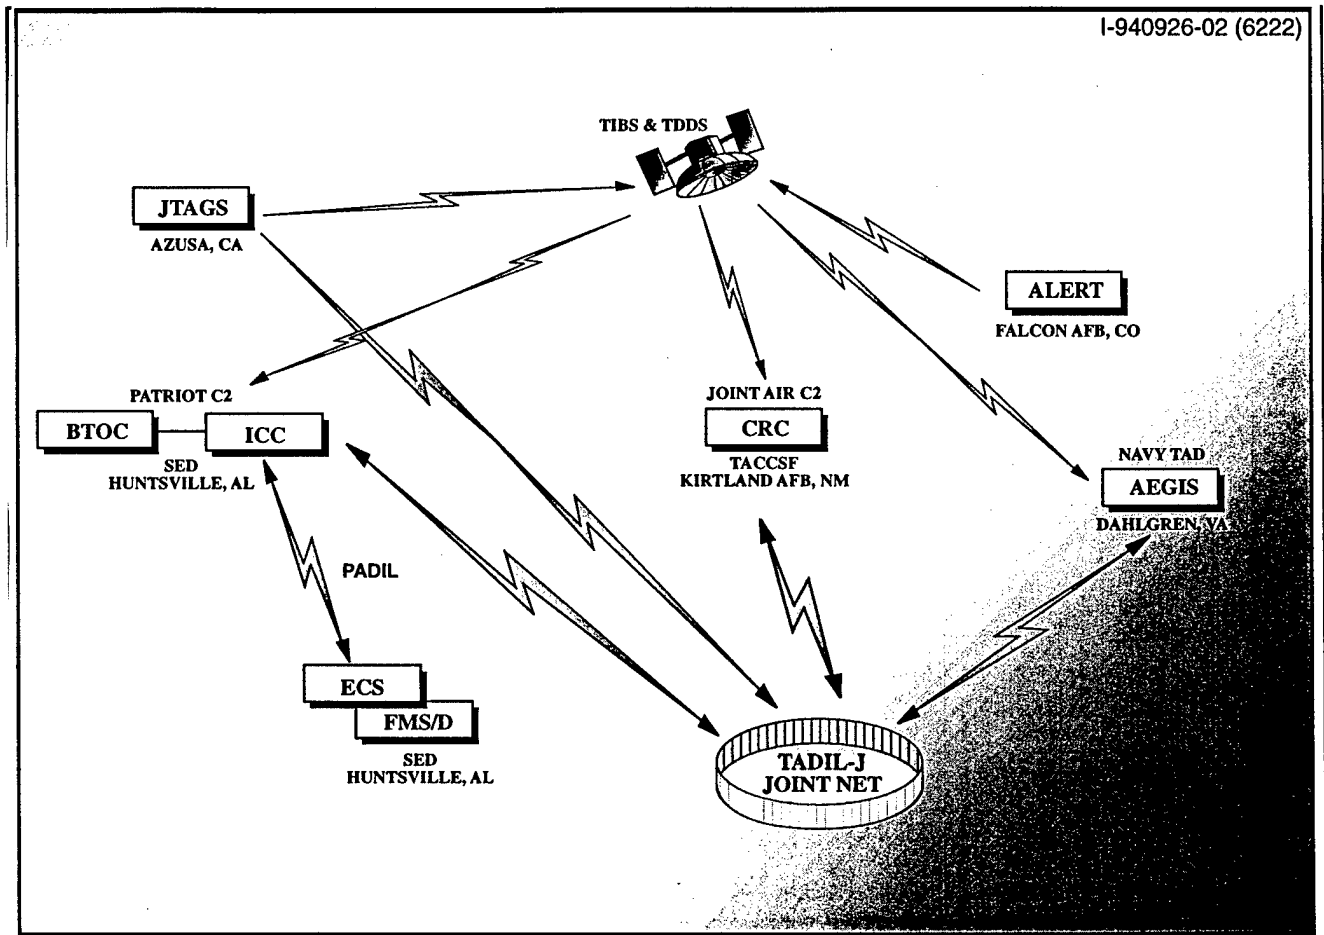 I-940926-02 (6222)
TIBS & TDDS
JTAGS
AZUSA, CA
ALERT
FALCON AFB, CO
PATRIOT C2
BTOC
ICC
SED
HUNTSVILLE, AL
JOINT AIR C2
CRC
TACCSF
KIRTLAND AFB, NM
NAVY TAD
AEGIS
DAHLGREN, VA
PADIL
ECS
FMS/D
SED
HUNTSVILLE, AL
TADIL-J
JOINT NET